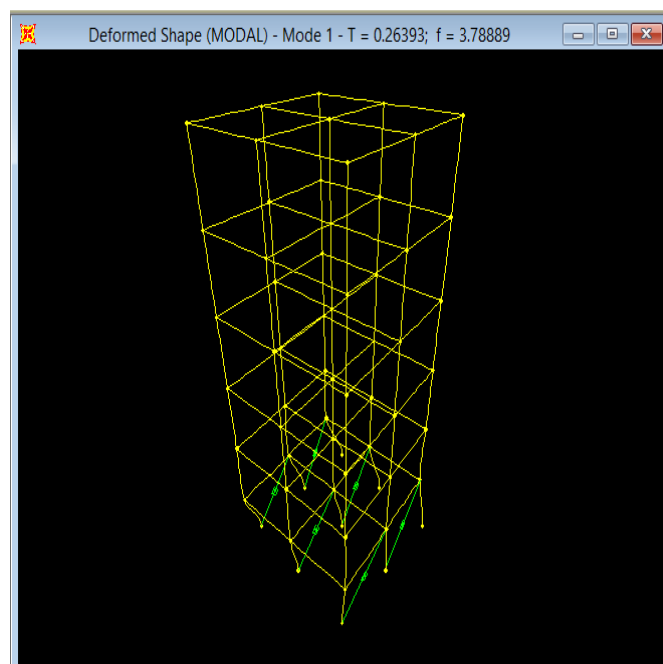 Deformed Shape (MODAL) - Mode 1 - T = 0.26393; f = 3.78889